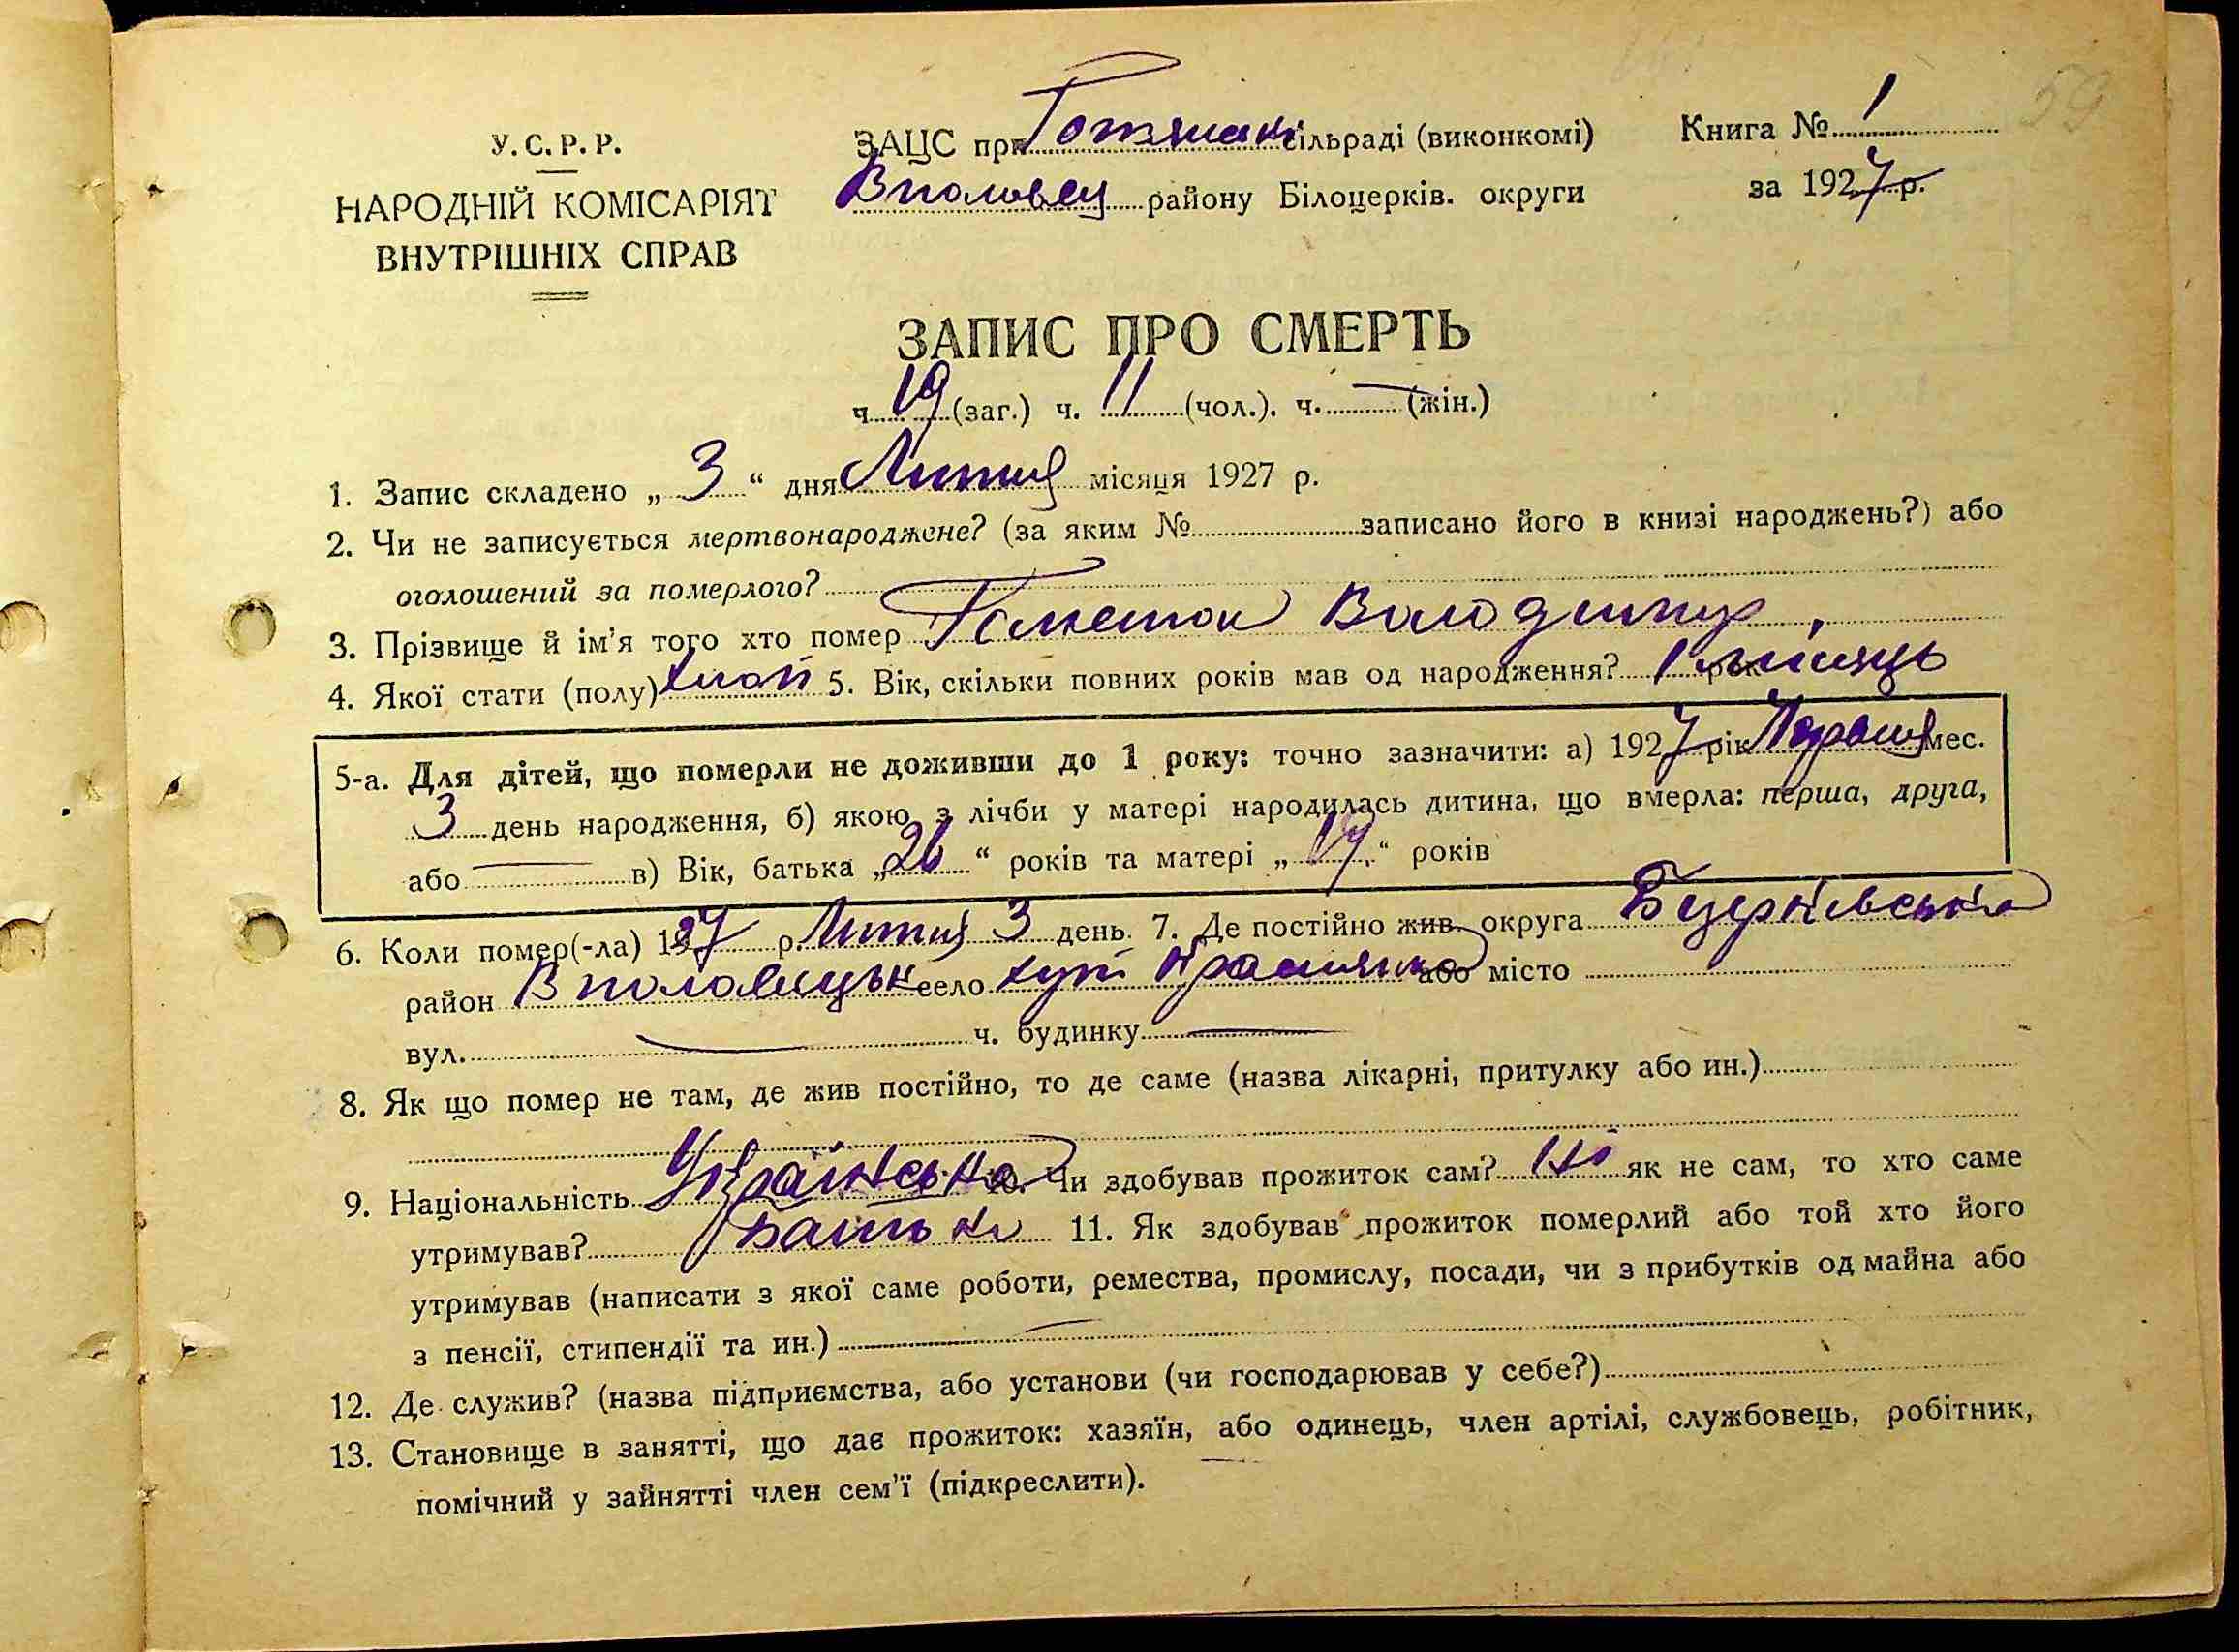 59
У.С.Р.Р.
НАРОДНІЙ КОМІСАРІЯТ
ВНУТРІШНІХ СПРАВ
ЗАЦС при сільраді (виконкомі)
Вполовец району Білоцерків. округи
Книга № 1
за 1927 р.
ЗАПИС ПРО СМЕРТЬ
ч 19 (заг.) ч. 11 (чол.). ч. — (жін.)
1. Запис складено „ 3 “ дня місяця 1927 р.
2. Чи не записується мертвонароджене? (за яким № записано його в книзі народжень?) або
оголошений за померлого?
3. Прізвище й ім'я того хто помер Володимир
4. Якої стати (полу) 5. Вік, скільки повних років мав од народження? 1 місяць
5-а. Для дітей, що померли не доживши до 1 року: точно зазначити: а) 1927 рік мес.
3 день народження, б) якою з лічби у матері народилась дитина, що вмерла: перша, друга,
або — в) Вік, батька „ 26 “ років та матері „ “ років
6. Коли помер(-ла) 1927 р. 3 день. 7. Де постійно жив округа
район Вполовецьк село хут або місто
вул. — ч. будинку —
8. Як що помер не там, де жив постійно, то де саме (назва лікарні, притулку або ин.)
9. Національність Українська 10. Чи здобував прожиток сам? Ні як не сам, то хто саме
утримував? Батьки 11. Як здобував прожиток померлий або той хто його
утримував (написати з якої саме роботи, ремества, промислу, посади, чи з прибутків од майна або
з пенсії, стипендії та ин.) —
12. Де служив? (назва підприємства, або установи (чи господарював у себе?)
13. Становище в занятті, що дає прожиток: хазяїн, або одинець, член артілі, службовець, робітник,
помічний у зайнятті член сем'ї (підкреслити).